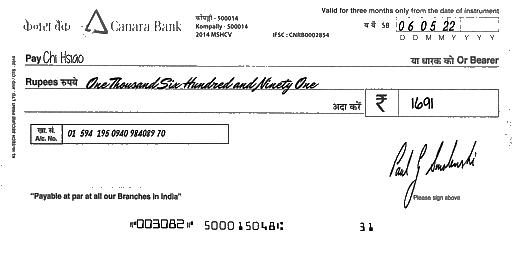 Valid for three months only from the date of instrument
केनरा बैंक Canara Bank
कोमपल्ली - 500014
Kompally - 500014
2014 MSHCV
IFSC : CNRB0002854
SB 06 05 22
D D M M Y Y Y Y
Pay Chi Hsiao
या धारक को Or Bearer
Rupees रुपये One Thousand Six Hundred and Ninety One
अदा करें ₹ 1691
खा. सं.
A/c. No. 01 594 195 0940 984089 70
Please sign above
"Payable at par at all our Branches in India"
⑈003082⑈ 500015048⑆ 31